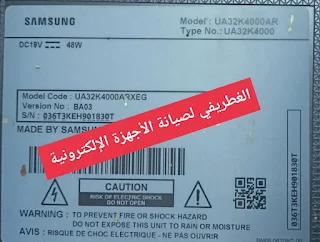 SAMSUNG
Model : UA32K4000AR
Type No.: UA32K4000
DC19V ⎓ 48W
Model Code : UA32K4000ARXEG
Version No : BA03
S/N : 036T3KEH901830T
الغطريفي لصيانة الأجهزة الإلكترونية
MADE BY SAMSUNG
036T3KEH901830T
CAUTION
RISK OF ELECTRIC SHOCK
DO NOT OPEN
WARNING : TO PREVENT FIRE OR SHOCK HAZARD
DO NOT EXPOSE THIS UNIT TO RAIN OR MOISTURE
AVIS : RISQUE DE CHOC ELECTRIQUE - NE PAS OUVRIR